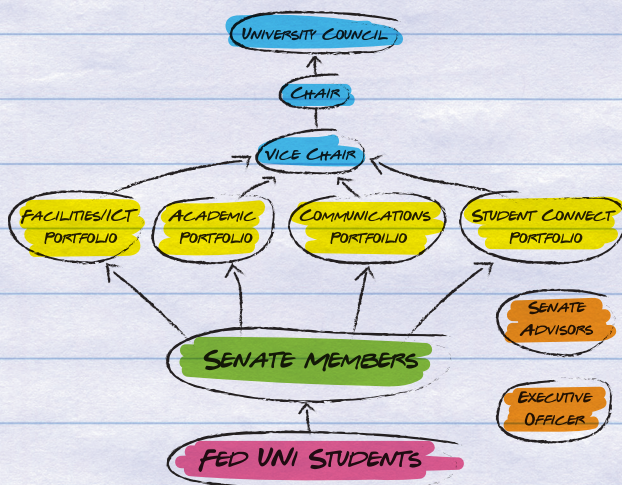 UNIVERSITY COUNCIL
CHAIR
VICE CHAIR
FACILITIES/ICT
PORTFOLIO
ACADEMIC
PORTFOLIO
COMMUNICATIONS
PORTFOILIO
STUDENT CONNECT
PORTFOLIO
SENATE
ADVISORS
SENATE MEMBERS
EXECUTIVE
OFFICER
FED UNI STUDENTS